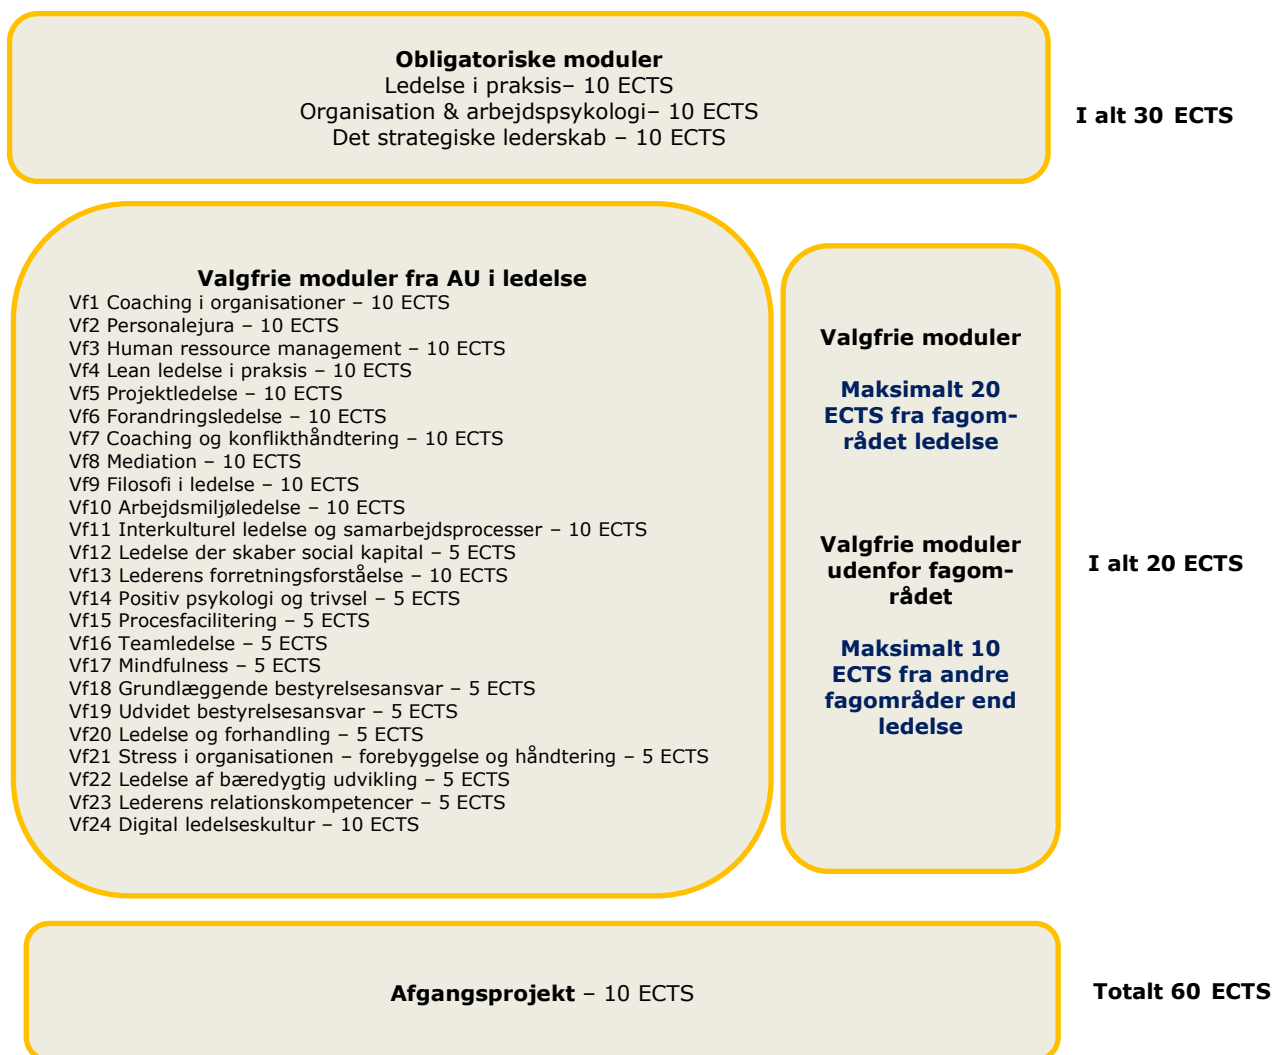 Obligatoriske moduler
Ledelse i praksis– 10 ECTS
Organisation & arbejdspsykologi– 10 ECTS
Det strategiske lederskab – 10 ECTS
I alt 30 ECTS
Valgfrie moduler fra AU i ledelse
Vf1 Coaching i organisationer – 10 ECTS
Vf2 Personalejura – 10 ECTS
Vf3 Human ressource management – 10 ECTS
Vf4 Lean ledelse i praksis – 10 ECTS
Vf5 Projektledelse – 10 ECTS
Vf6 Forandringsledelse – 10 ECTS
Vf7 Coaching og konflikthåndtering – 10 ECTS
Vf8 Mediation – 10 ECTS
Vf9 Filosofi i ledelse – 10 ECTS
Vf10 Arbejdsmiljøledelse – 10 ECTS
Vf11 Interkulturel ledelse og samarbejdsprocesser – 10 ECTS
Vf12 Ledelse der skaber social kapital – 5 ECTS
Vf13 Lederens forretningsforståelse – 10 ECTS
Vf14 Positiv psykologi og trivsel – 5 ECTS
Vf15 Procesfacilitering – 5 ECTS
Vf16 Teamledelse – 5 ECTS
Vf17 Mindfulness – 5 ECTS
Vf18 Grundlæggende bestyrelsesansvar – 5 ECTS
Vf19 Udvidet bestyrelsesansvar – 5 ECTS
Vf20 Ledelse og forhandling – 5 ECTS
Vf21 Stress i organisationen – forebyggelse og håndtering – 5 ECTS
Vf22 Ledelse af bæredygtig udvikling – 5 ECTS
Vf23 Lederens relationskompetencer – 5 ECTS
Vf24 Digital ledelseskultur – 10 ECTS
Valgfrie moduler
Maksimalt 20
ECTS fra fagom-
rådet ledelse
Valgfrie moduler
udenfor fagom-
rådet
Maksimalt 10
ECTS fra andre
fagområder end
ledelse
I alt 20 ECTS
Afgangsprojekt – 10 ECTS
Totalt 60 ECTS